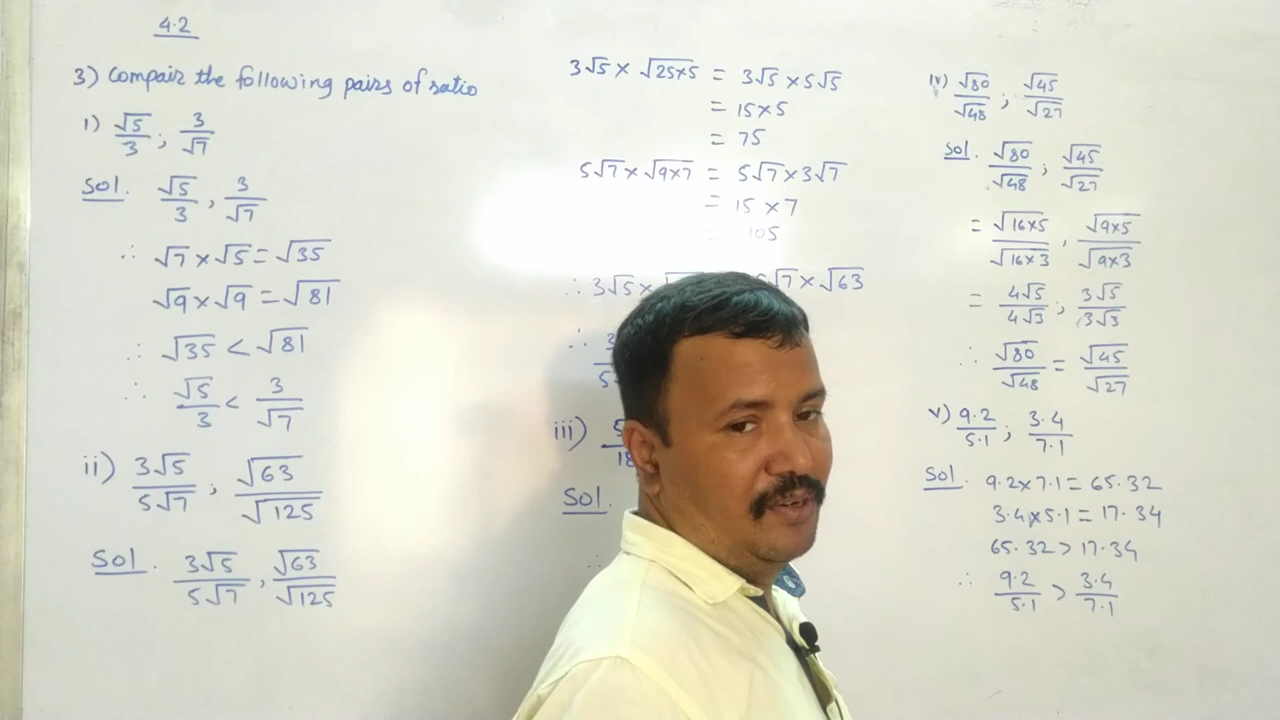 4.2
3) Compair the following pairs of ratio
i) √5/3 ; 3/√7
Sol. √5/3 , 3/√7
∴ √7 × √5 = √35
√9 × √9 = √81
∴ √35 < √81
∴ √5/3 < 3/√7
ii) 3√5/5√7 ; √63/√125
Sol. 3√5/5√7 , √63/√125
3√5 × √25×5 = 3√5 × 5√5
= 15×5
= 75
5√7 × √9×7 = 5√7 × 3√7
= 15 × 7
= 105
∴ 3√5 × √7 × √63
∴
iii) 5/18
Sol.
∴
iv) √80/√48 ; √45/√27
Sol. √80/√48 ; √45/√27
= √16×5/√16×3 , √9×5/√9×3
= 4√5/4√3 ; 3√5/3√3
∴ √80/√48 = √45/√27
v) 9.2/5.1 ; 3.4/7.1
Sol. 9.2×7.1 = 65.32
3.4×5.1 = 17.34
65.32 > 17.34
∴ 9.2/5.1 > 3.4/7.1